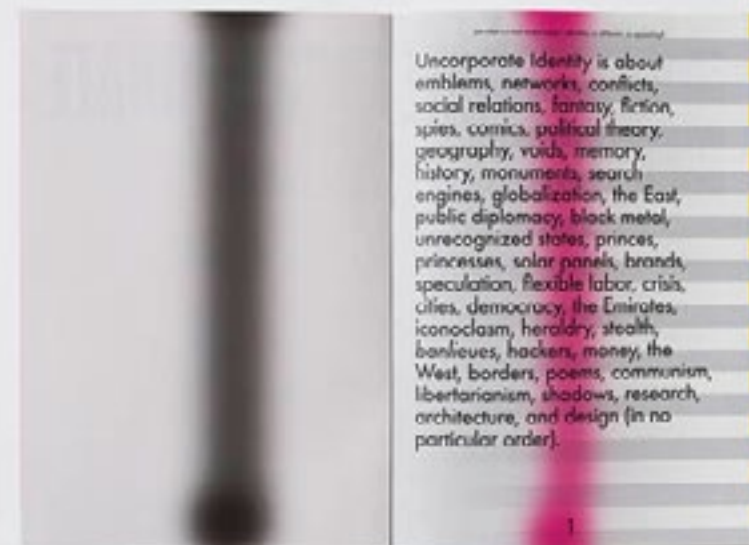 Uncorporate Identity is about
emblems, networks, conflicts,
social relations, fantasy, fiction,
spies, comics, political theory,
geography, voids, memory,
history, monuments, search
engines, globalization, the East,
public diplomacy, black metal,
unrecognized states, princes,
princesses, solar panels, brands,
speculation, flexible labor, crisis,
cities, democracy, the Emirates,
iconoclasm, heraldry, stealth,
banlieues, hackers, money, the
West, borders, poems, communism,
libertarianism, shadows, research,
architecture, and design (in no
particular order).
1